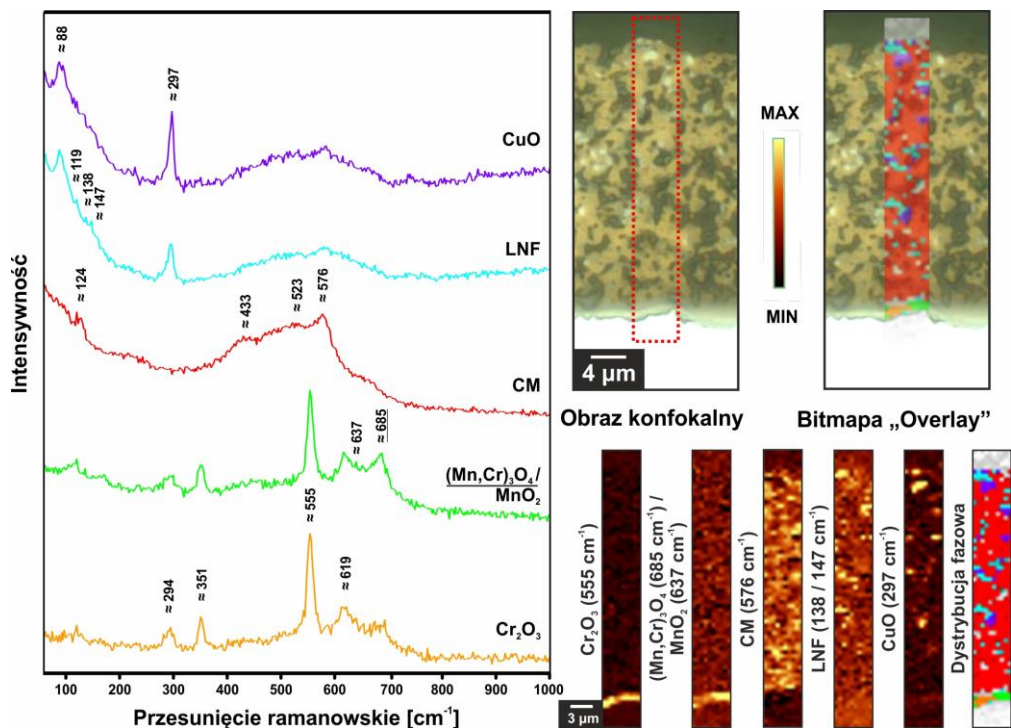 ≈ 88
≈ 297
CuO
≈ 119
≈ 138
≈ 147
LNF
≈ 124
≈ 433
≈ 523
≈ 576
CM
≈ 637
≈ 685
(Mn,Cr)₃O₄/
MnO₂
≈ 555
≈ 294
≈ 351
≈ 619
Cr₂O₃
Intensywność
100 200 300 400 500 600 700 800 900 1000
Przesunięcie ramanowskie [cm⁻¹]
MAX
MIN
4 µm
Obraz konfokalny
Bitmapa „Overlay”
Cr₂O₃ (555 cm⁻¹)
(Mn,Cr)₃O₄ (685 cm⁻¹) /
MnO₂ (637 cm⁻¹)
CM (576 cm⁻¹)
LNF (138 / 147 cm⁻¹)
CuO (297 cm⁻¹)
Dystrybucja fazowa
3 µm